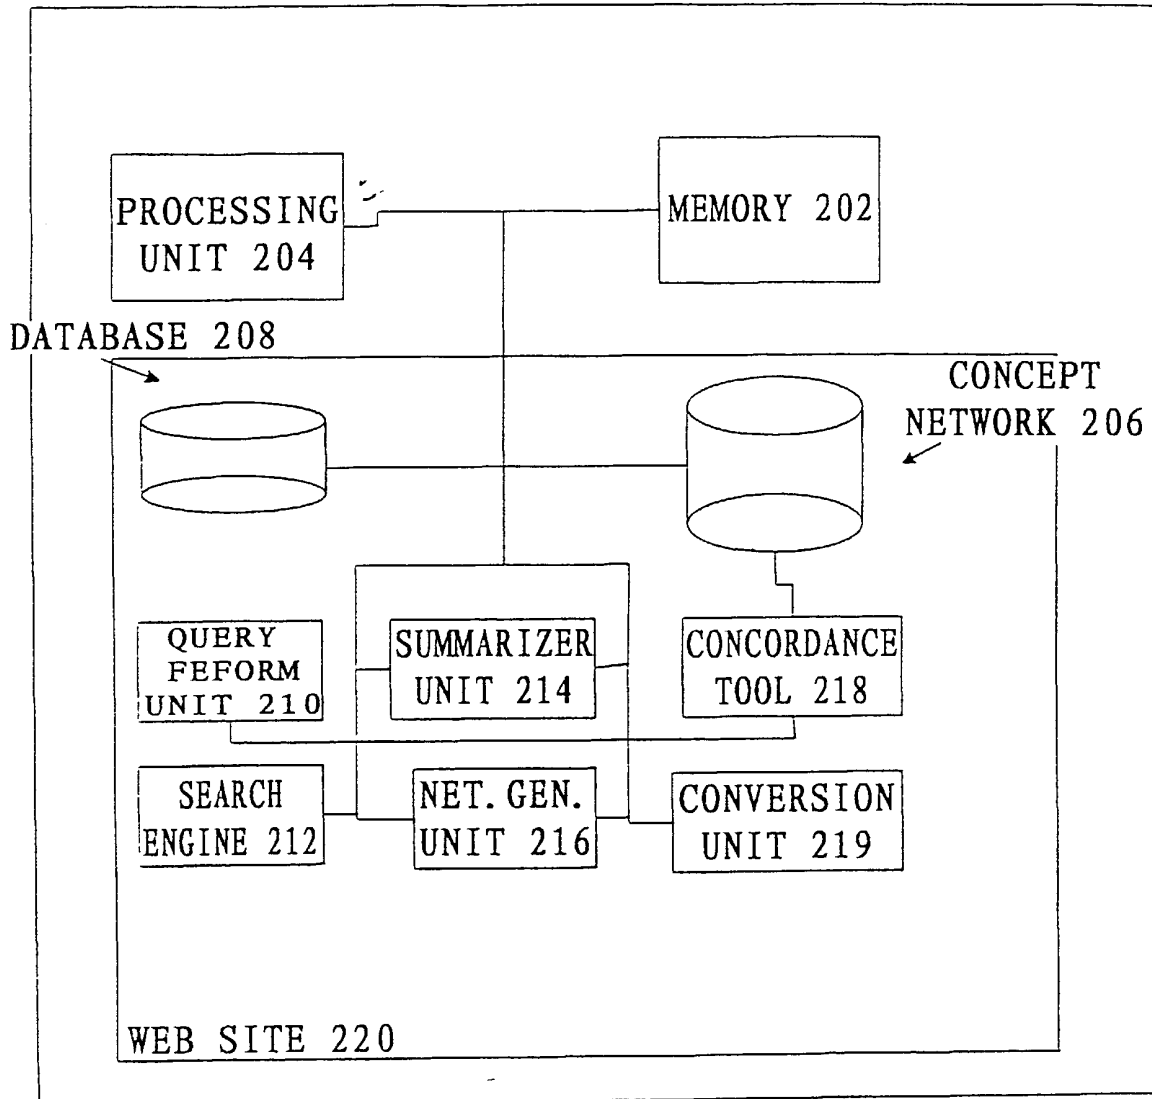 PROCESSING
UNIT 204
MEMORY 202
DATABASE 208
CONCEPT
NETWORK 206
QUERY
FEFORM
UNIT 210
SUMMARIZER
UNIT 214
CONCORDANCE
TOOL 218
SEARCH
ENGINE 212
NET. GEN.
UNIT 216
CONVERSION
UNIT 219
WEB SITE 220